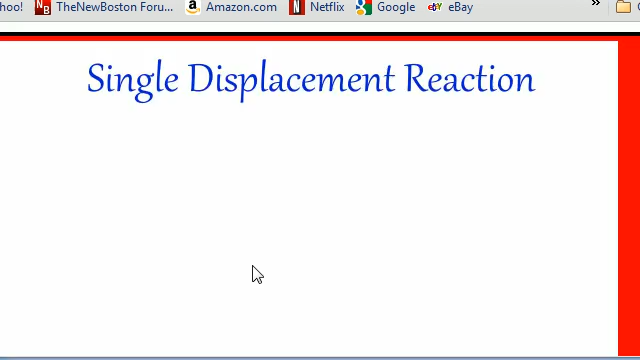 hoo! TheNewBoston Foru... Amazon.com Netflix Google eBay »
Single Displacement Reaction